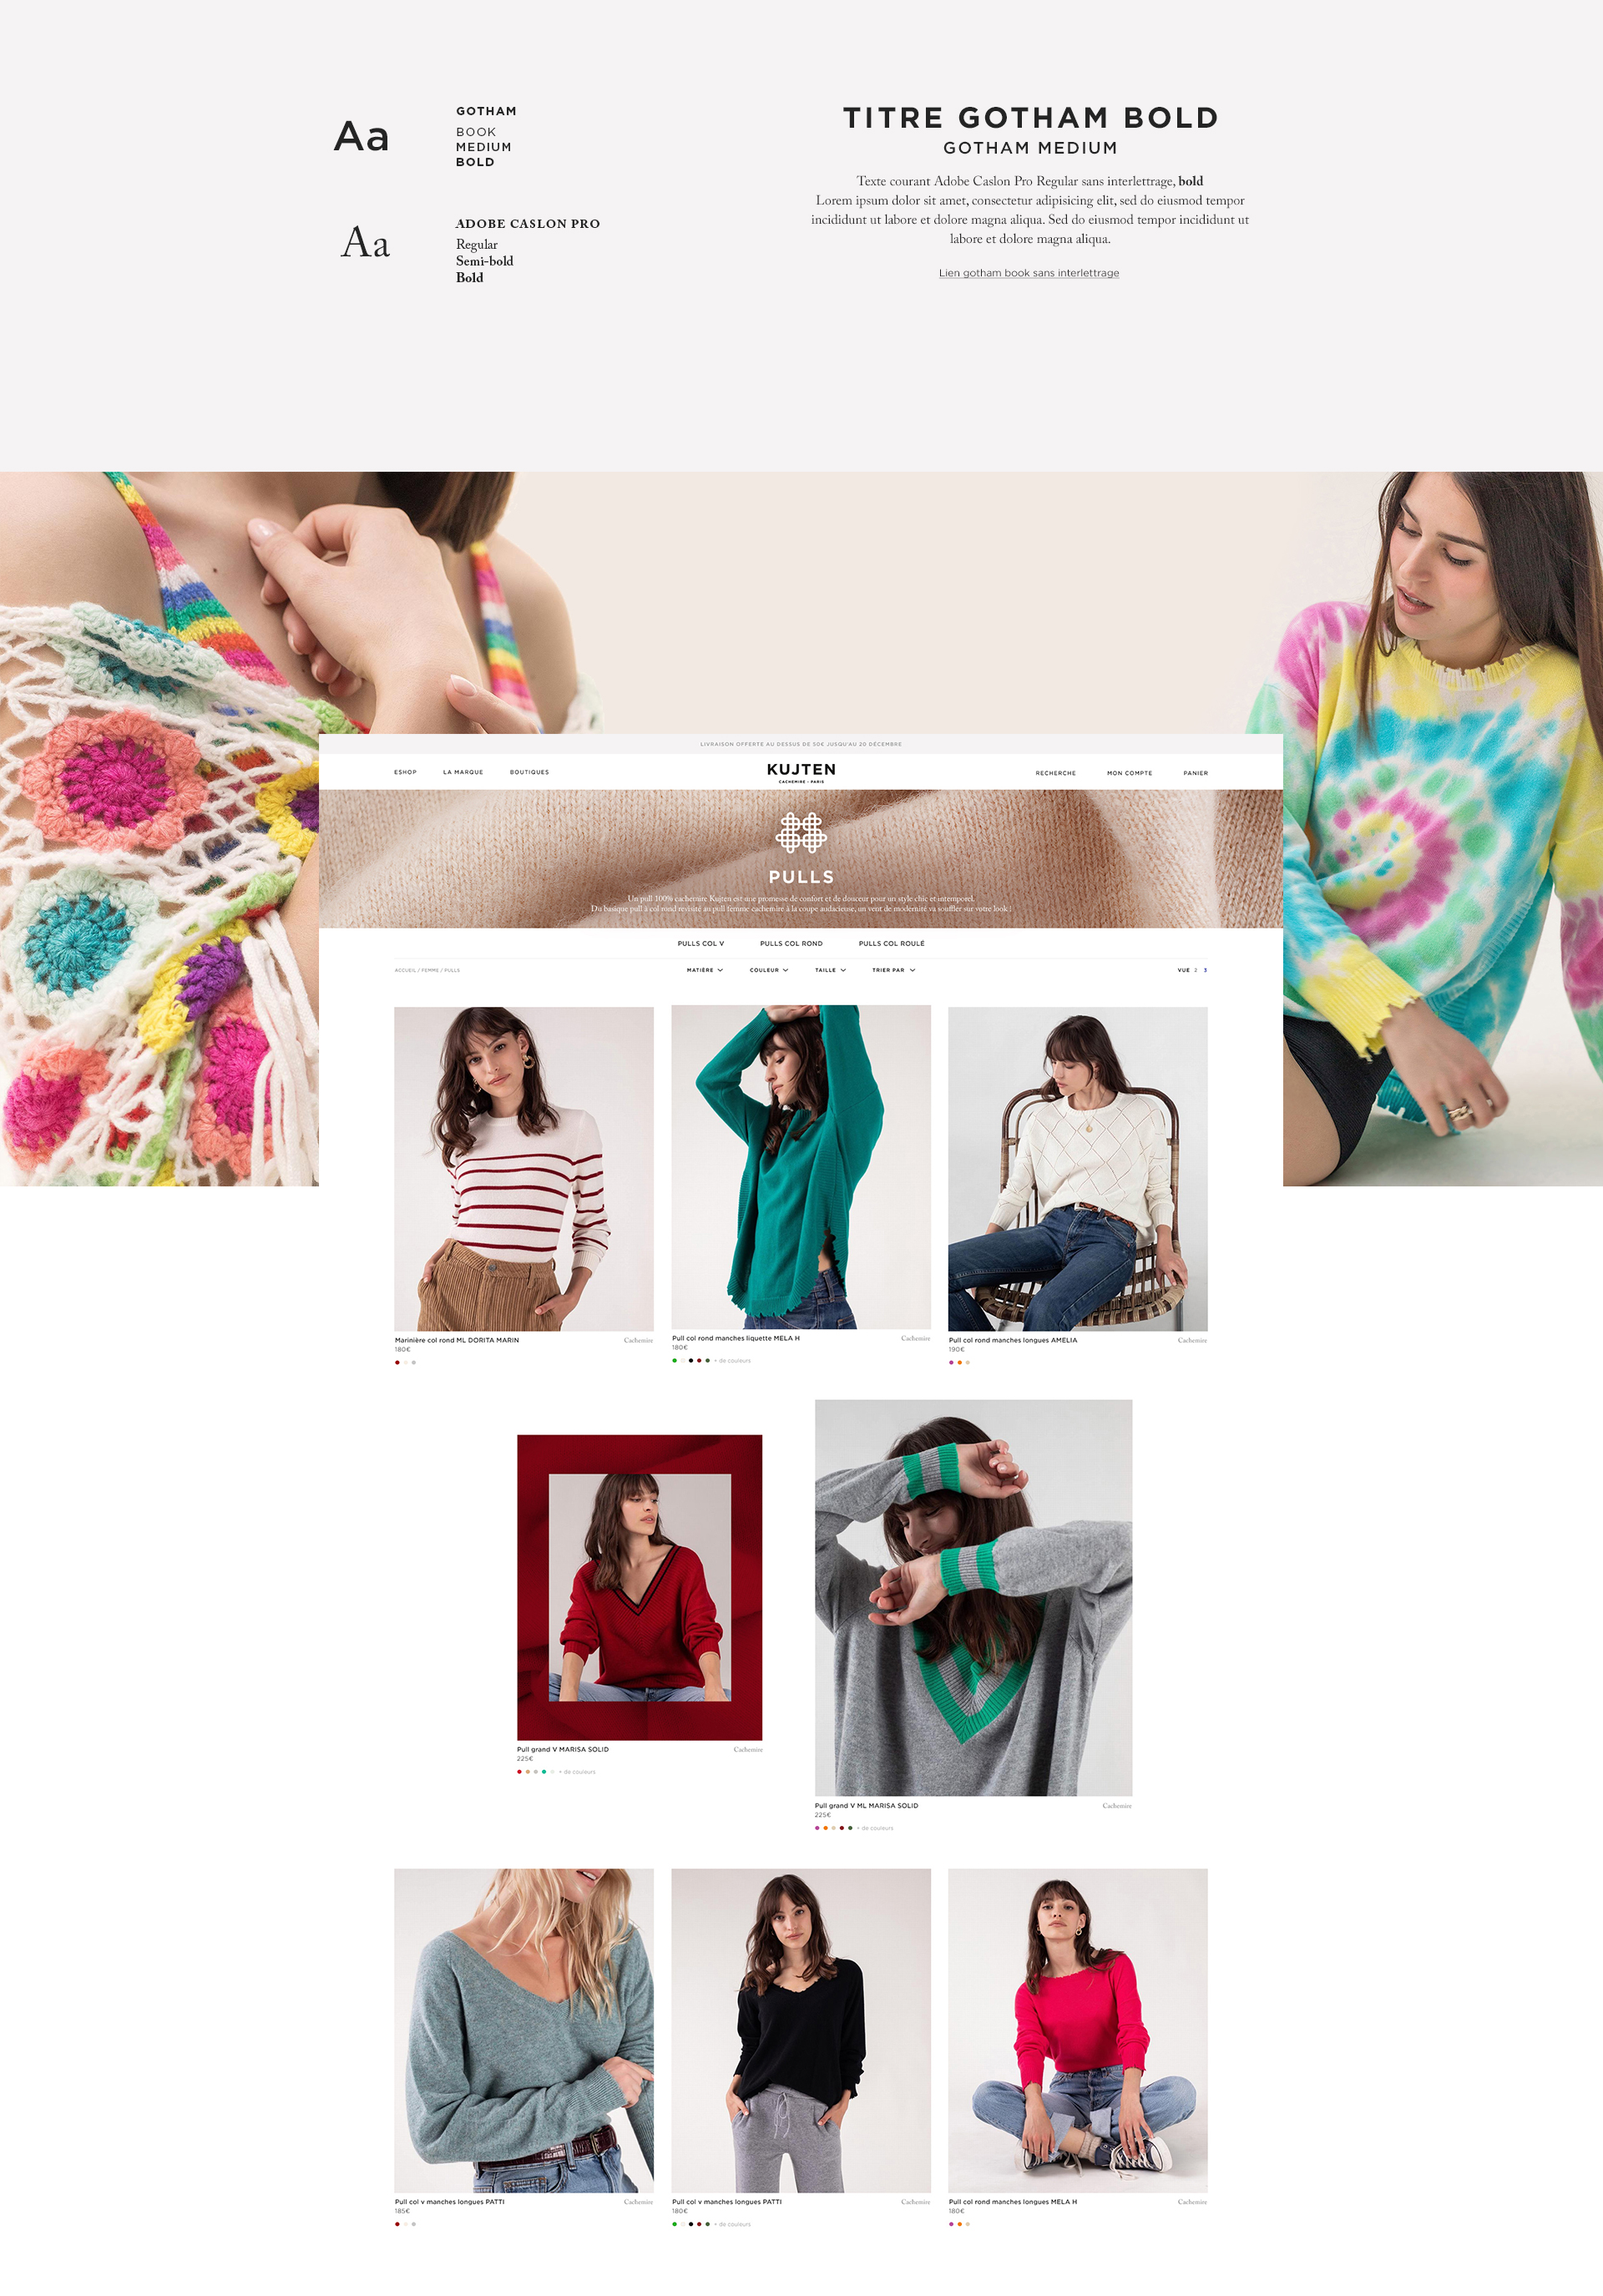 Aa
GOTHAM
BOOK
MEDIUM
BOLD
Aa
ADOBE CASLON PRO
Regular
Semi-bold
Bold
TITRE GOTHAM BOLD
GOTHAM MEDIUM
Texte courant Adobe Caslon Pro Regular sans interlettrage, bold
Lorem ipsum dolor sit amet, consectetur adipisicing elit, sed do eiusmod tempor
incididunt ut labore et dolore magna aliqua. Sed do eiusmod tempor incididunt ut
labore et dolore magna aliqua.
Lien gotham book sans interlettrage
LIVRAISON OFFERTE AU DESSUS DE 50€ JUSQU'AU 20 DÉCEMBRE
ESHOP LA MARQUE BOUTIQUES
KUJTEN
CACHEMIRE - PARIS
RECHERCHE MON COMPTE PANIER
PULLS
Un pull 100% cachemire Kujten est une promesse de confort et de douceur pour un style chic et intemporel.
Du basique pull à col rond revisité au pull femme cachemire à la coupe audacieuse, un vent de modernité va souffler sur votre look !
PULLS COL V PULLS COL ROND PULLS COL ROULÉ
ACCUEIL / FEMME / PULLS
MATIÈRE COULEUR TAILLE TRIER PAR
VUE 2 3
Marinière col rond ML DORITA MARIN Cachemire
180€
Pull col rond manches liquette MELA H Cachemire
180€
+ de couleurs
Pull col rond manches longues AMELIA Cachemire
190€
Pull grand V MARISA SOLID Cachemire
225€
+ de couleurs
Pull grand V ML MARISA SOLID Cachemire
225€
+ de couleurs
Pull col v manches longues PATTI Cachemire
185€
Pull col v manches longues PATTI Cachemire
180€
+ de couleurs
Pull col rond manches longues MELA H Cachemire
180€